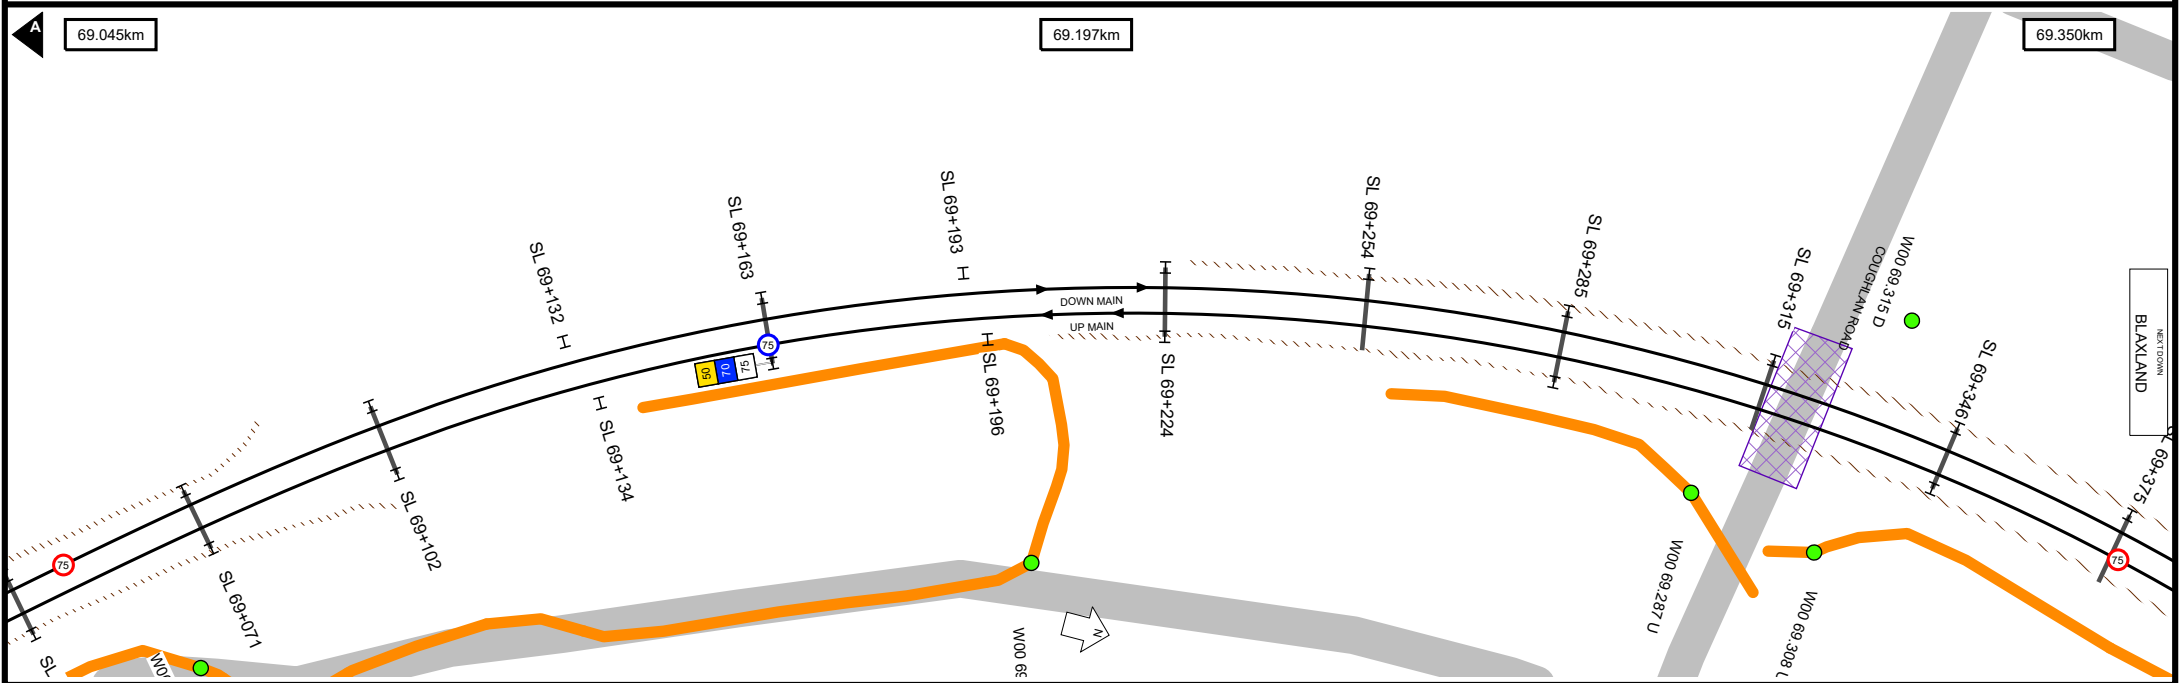 A
69.045km
69.197km
69.350km
SL 69+132
SL 69+163
SL 69+193
SL 69+254
SL 69+285
SL 69+315
COUGHLAN ROAD
W00 69.315 D
SL 69+346
NEXT DOWN
BLAXLAND
SL 69+375
DOWN MAIN
UP MAIN
75
50
70
75
SL 69+196
SL 69+224
SL 69+134
SL 69+102
SL 69+071
75
75
SL
W00 69.287 U
W00 69.308 U
W00 69
N